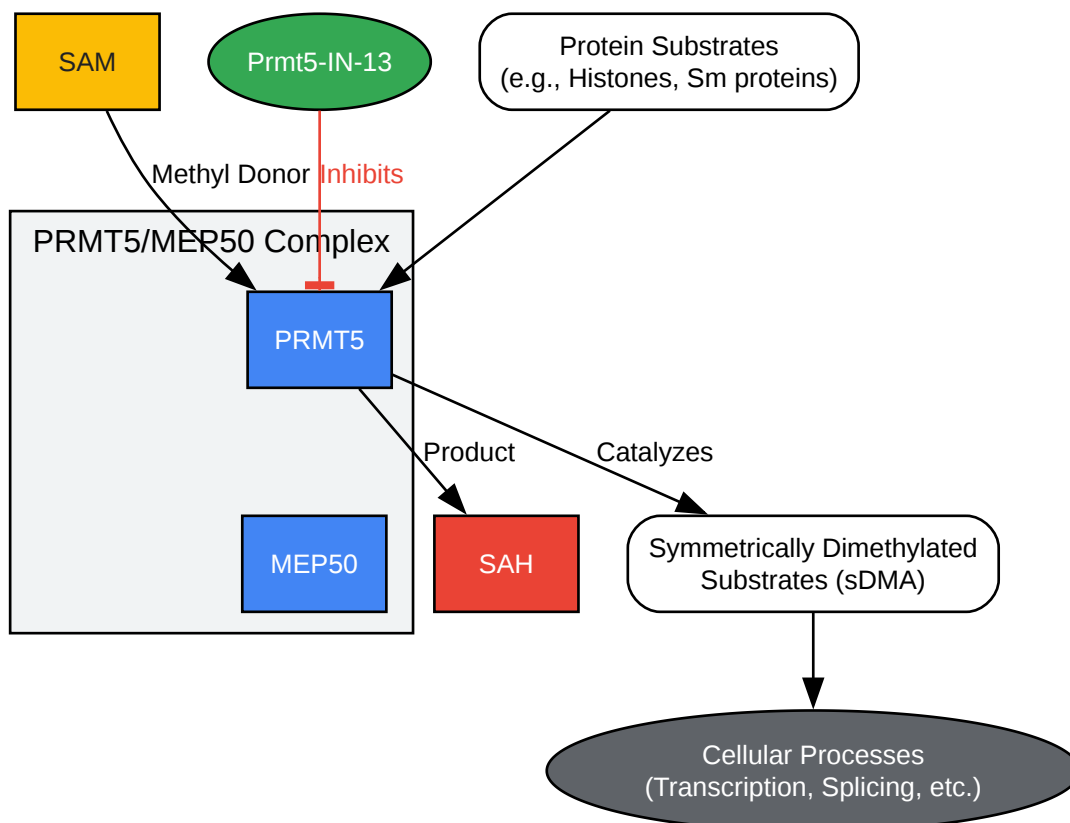 SAM
Prmt5-IN-13
Protein Substrates
(e.g., Histones, Sm proteins)
Methyl Donor
Inhibits
PRMT5/MEP50 Complex
PRMT5
Product
Catalyzes
MEP50
SAH
Symmetrically Dimethylated
Substrates (sDMA)
Cellular Processes
(Transcription, Splicing, etc.)